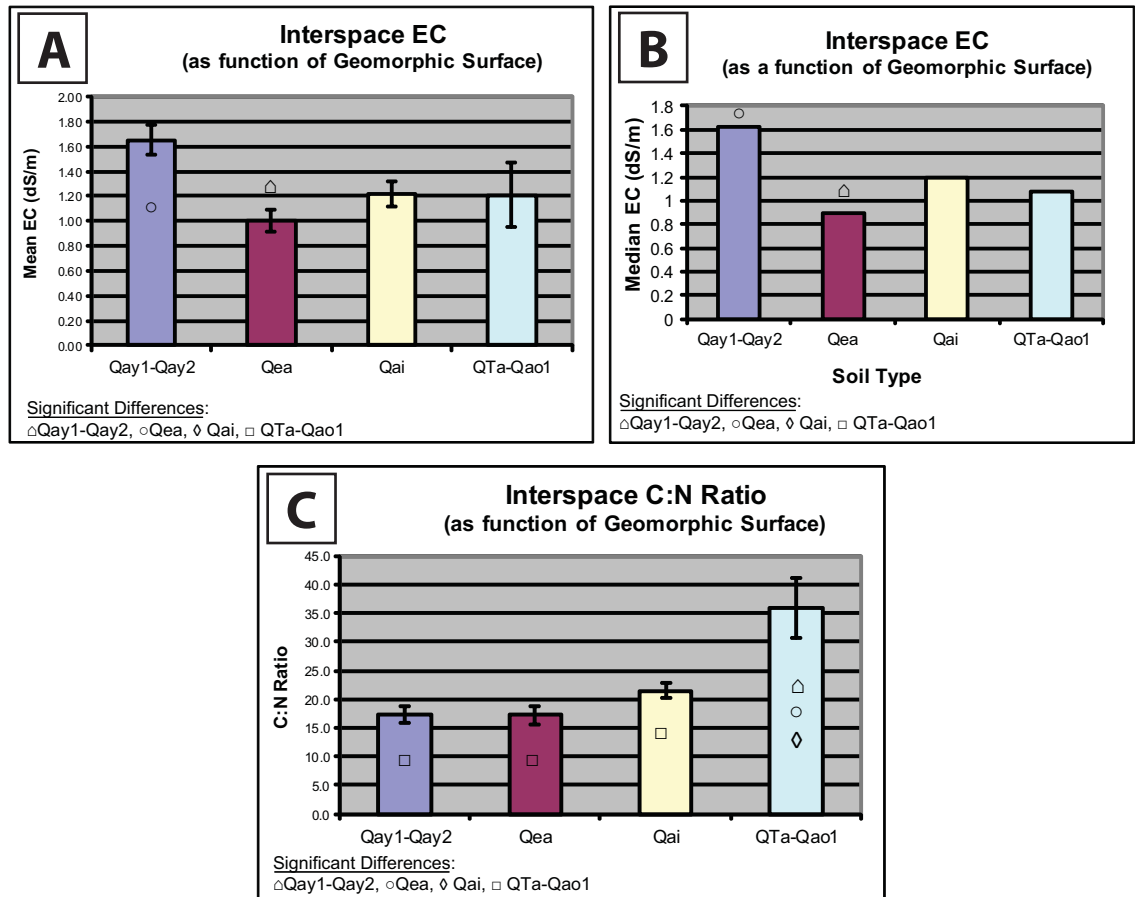 A
Interspace EC
(as function of Geomorphic Surface)
Mean EC (dS/m)
2.00
1.80
1.60
1.40
1.20
1.00
0.80
0.60
0.40
0.20
0.00
Qay1-Qay2 Qea Qai QTa-Qao1
Significant Differences:
⌂Qay1-Qay2, ○Qea, ◊ Qai, □ QTa-Qao1
B
Interspace EC
(as a function of Geomorphic Surface)
Median EC (dS/m)
1.8
1.6
1.4
1.2
1
0.8
0.6
0.4
0.2
0
Qay1-Qay2 Qea Qai QTa-Qao1
Soil Type
Significant Differences:
⌂Qay1-Qay2, ○Qea, ◊ Qai, □ QTa-Qao1
C
Interspace C:N Ratio
(as function of Geomorphic Surface)
C:N Ratio
45.0
40.0
35.0
30.0
25.0
20.0
15.0
10.0
5.0
0.0
Qay1-Qay2 Qea Qai QTa-Qao1
Significant Differences:
⌂Qay1-Qay2, ○Qea, ◊ Qai, □ QTa-Qao1